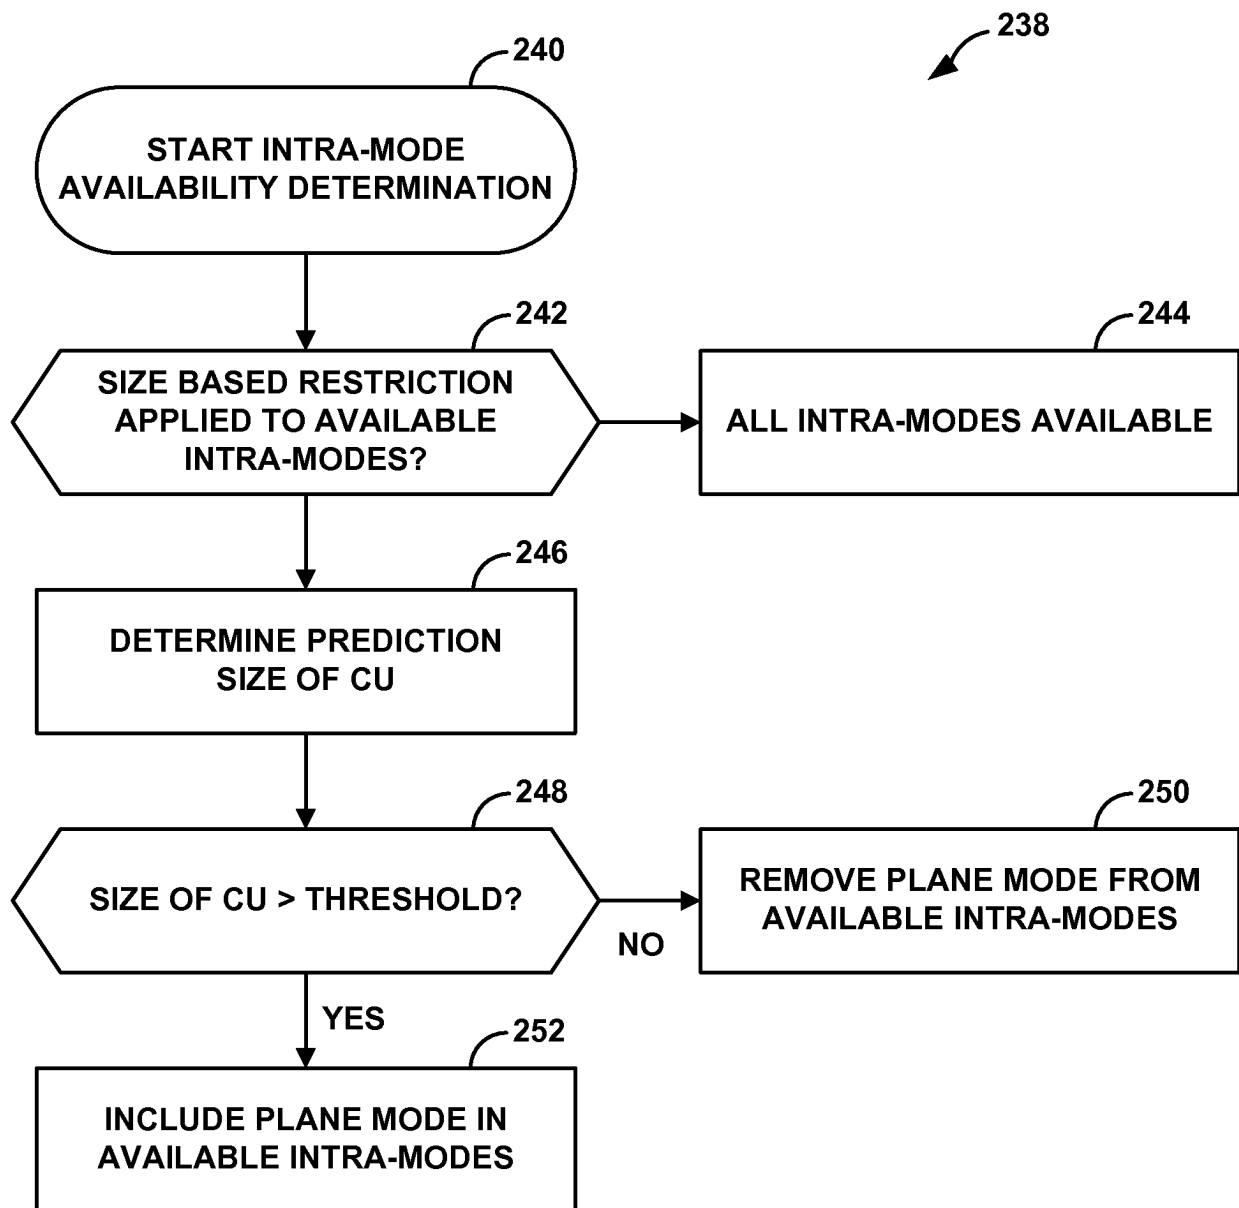 238
240
START INTRA-MODE
AVAILABILITY DETERMINATION
242
SIZE BASED RESTRICTION
APPLIED TO AVAILABLE
INTRA-MODES?
244
ALL INTRA-MODES AVAILABLE
246
DETERMINE PREDICTION
SIZE OF CU
248
SIZE OF CU > THRESHOLD?
NO
250
REMOVE PLANE MODE FROM
AVAILABLE INTRA-MODES
YES
252
INCLUDE PLANE MODE IN
AVAILABLE INTRA-MODES